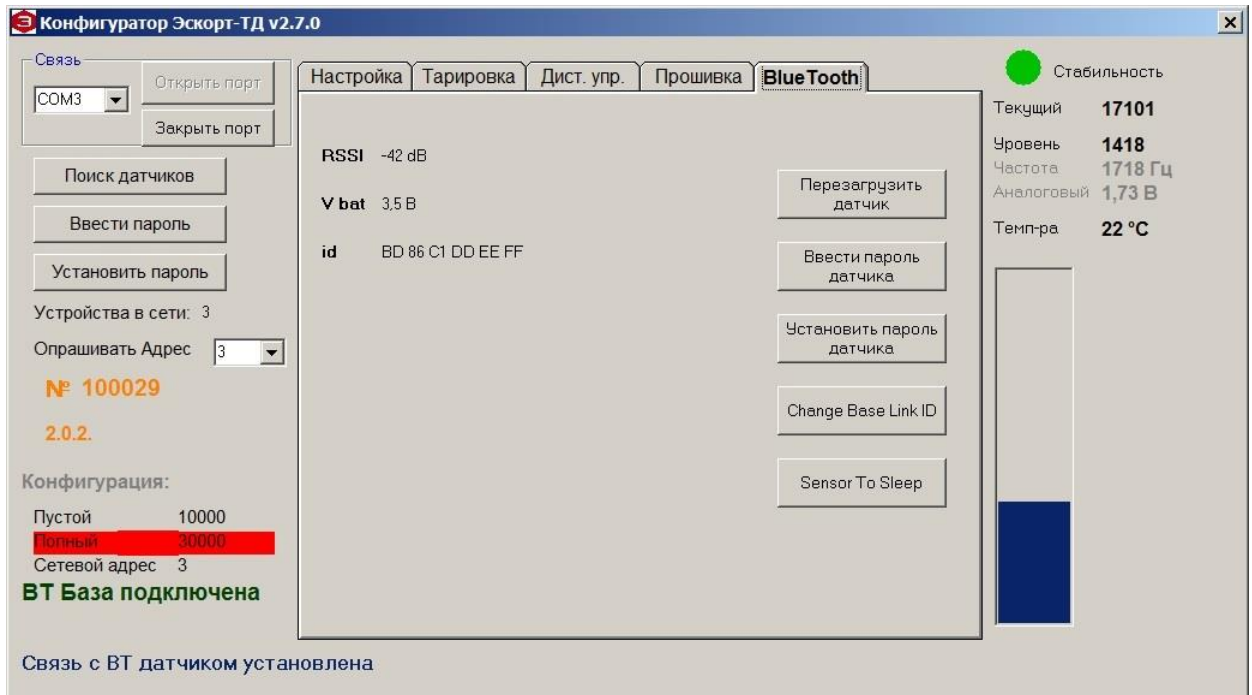 Конфигуратор Эскорт-ТД v2.7.0
Связь
COM3
Открыть порт
Закрыть порт
Поиск датчиков
Ввести пароль
Установить пароль
Устройства в сети: 3
Опрашивать Адрес 3
№ 100029
2.0.2.
Конфигурация:
Пустой 10000
Полный 30000
Сетевой адрес 3
BT База подключена
Связь с BT датчиком установлена
Настройка Тарировка Дист. упр. Прошивка BlueTooth
RSSI -42 dB
V bat 3,5 В
id BD 86 C1 DD EE FF
Перезагрузить
датчик
Ввести пароль
датчика
Установить пароль
датчика
Change Base Link ID
Sensor To Sleep
Стабильность
Текущий 17101
Уровень 1418
Частота 1718 Гц
Аналоговый 1,73 В
Темп-ра 22 °C